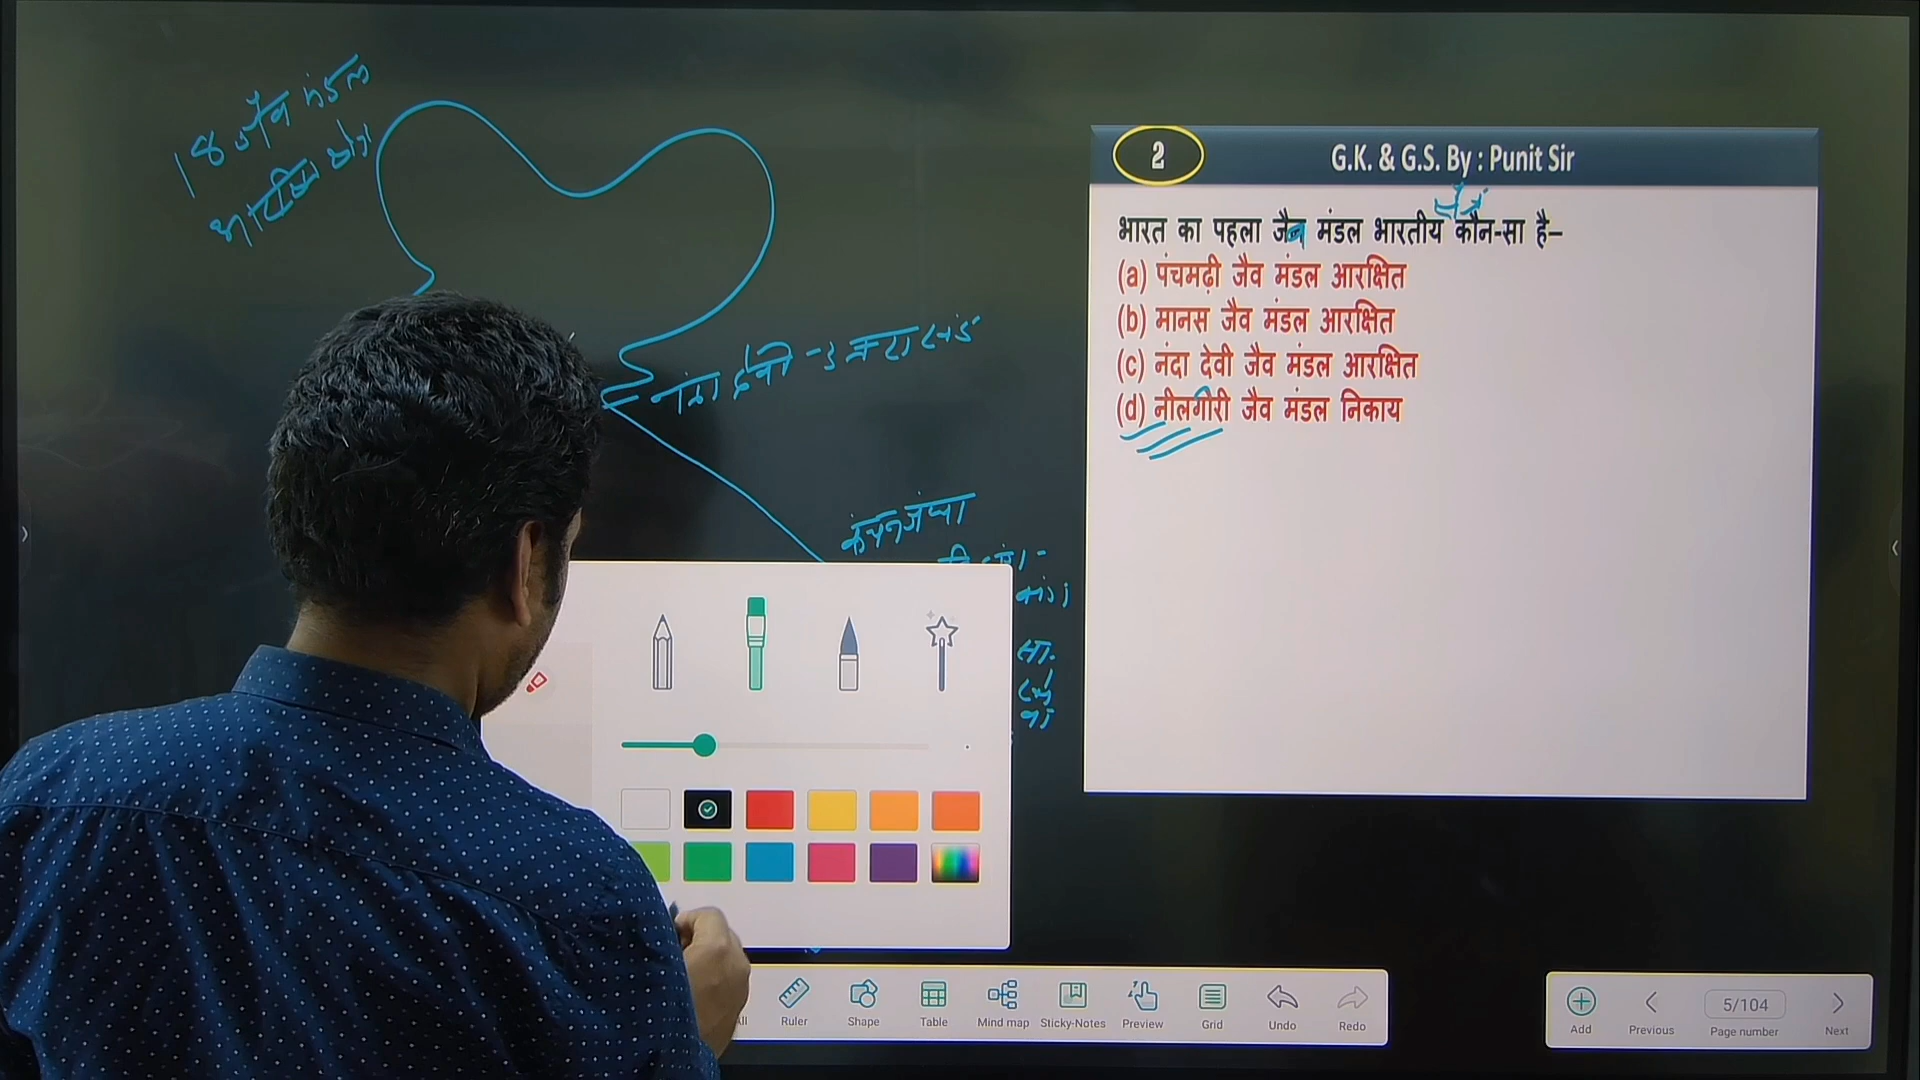 18 जैव मंडल
आरक्षित क्षेत्र
नंदा देवी - उत्तराखंड
कंचनजंघा
2
G.K. & G.S. By : Punit Sir
भारत का पहला जैव मंडल भारतीय कौन-सा है–
(a) पंचमढ़ी जैव मंडल आरक्षित
(b) मानस जैव मंडल आरक्षित
(c) नंदा देवी जैव मंडल आरक्षित
(d) नीलगीरी जैव मंडल निकाय
Ruler
Shape
Table
Mind map
Sticky-Notes
Preview
Grid
Undo
Redo
Add
Previous
5/104
Page number
Next